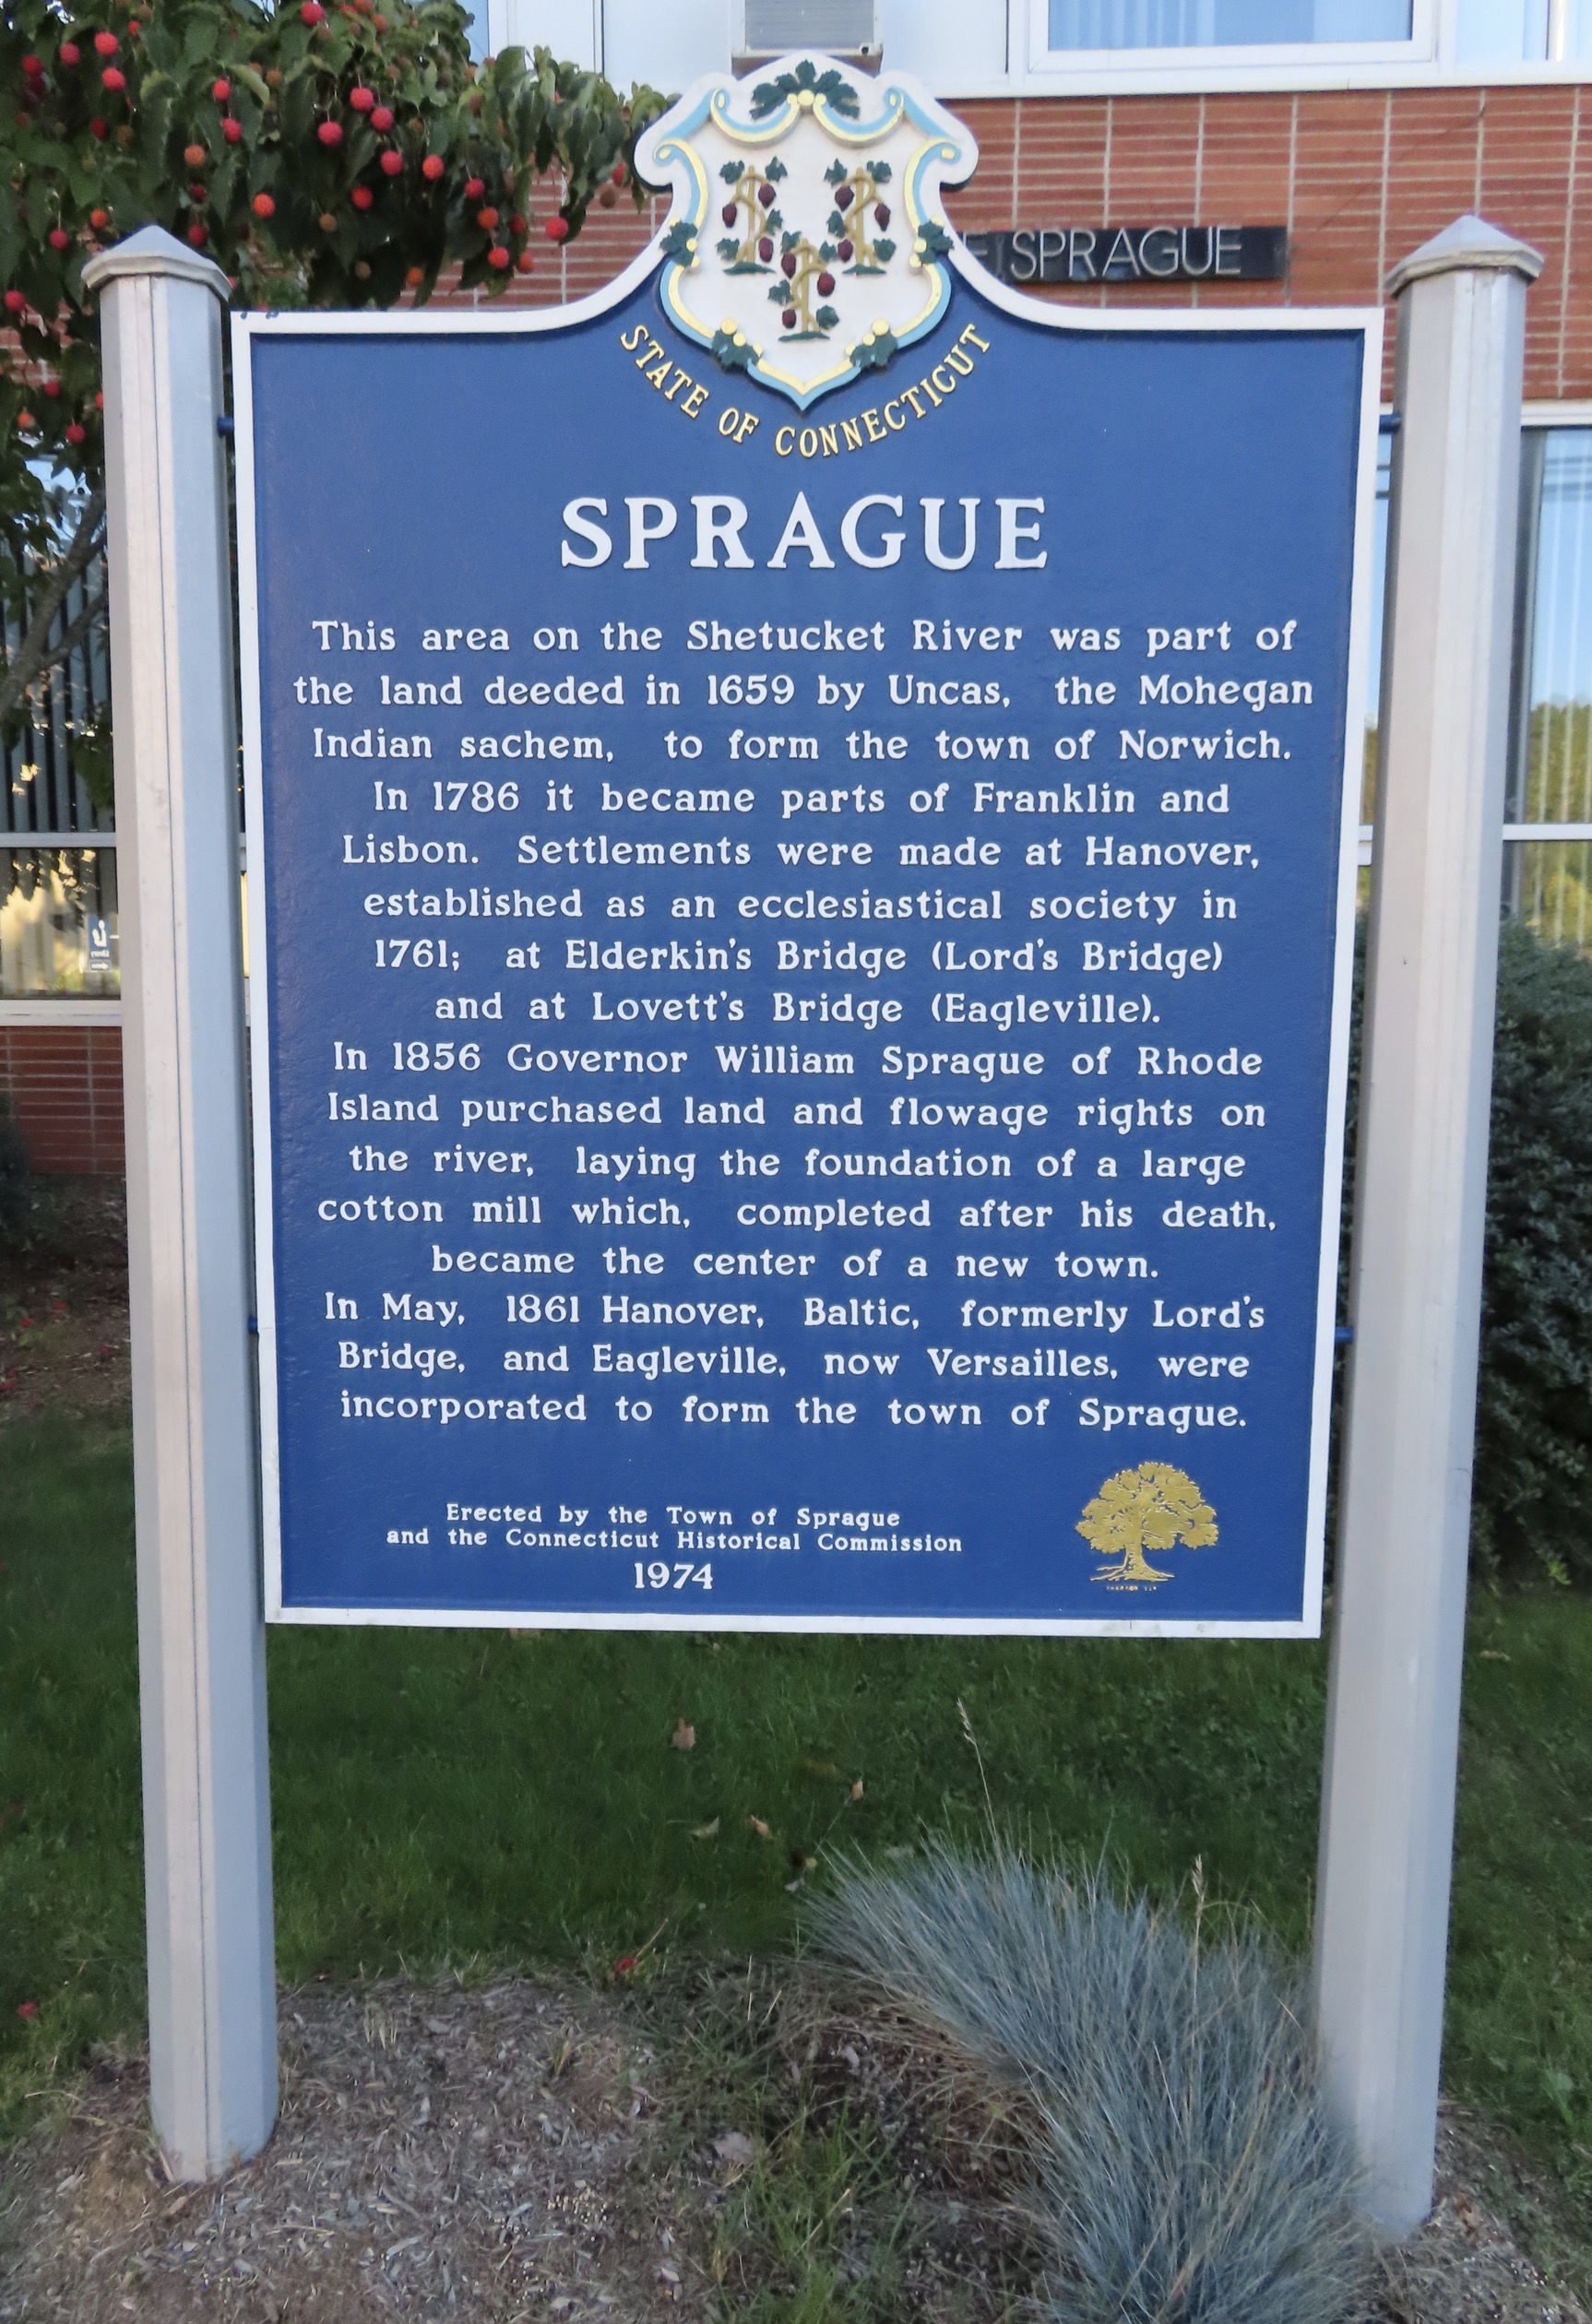 SPRAGUE
STATE OF CONNECTICUT
SPRAGUE
This area on the Shetucket River was part of
the land deeded in 1659 by Uncas, the Mohegan
Indian sachem, to form the town of Norwich.
In 1786 it became parts of Franklin and
Lisbon. Settlements were made at Hanover,
established as an ecclesiastical society in
1761; at Elderkin's Bridge (Lord's Bridge)
and at Lovett's Bridge (Eagleville).
In 1856 Governor William Sprague of Rhode
Island purchased land and flowage rights on
the river, laying the foundation of a large
cotton mill which, completed after his death,
became the center of a new town.
In May, 1861 Hanover, Baltic, formerly Lord's
Bridge, and Eagleville, now Versailles, were
incorporated to form the town of Sprague.
Erected by the Town of Sprague
and the Connecticut Historical Commission
1974